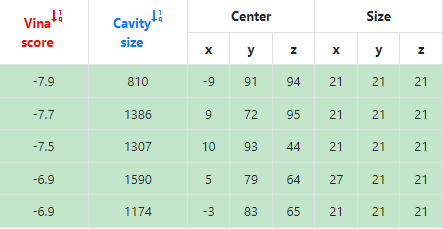 Vina score Cavity size Center Size
x y z x y z
-7.9 810 -9 91 94 21 21 21
-7.7 1386 9 72 95 21 21 21
-7.5 1307 10 93 44 21 21 21
-6.9 1590 5 79 64 27 21 21
-6.9 1174 -3 83 65 21 21 21